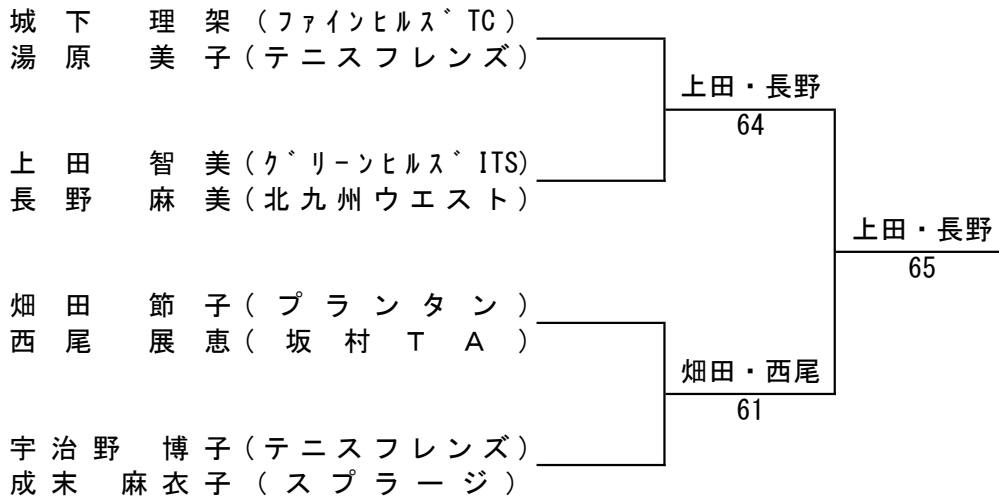 城下 理架(ﾌｧｲﾝﾋﾙｽﾞTC)
湯原 美子(テニスフレンズ)
上田・長野
64
上田 智美(ｸﾞﾘｰﾝﾋﾙｽﾞITS)
長野 麻美(北九州ウエスト)
上田・長野
65
畑田 節子(プランタン)
西尾 展恵(坂村TA)
畑田・西尾
61
宇治野 博子(テニスフレンズ)
成末 麻衣子(スプラージ)